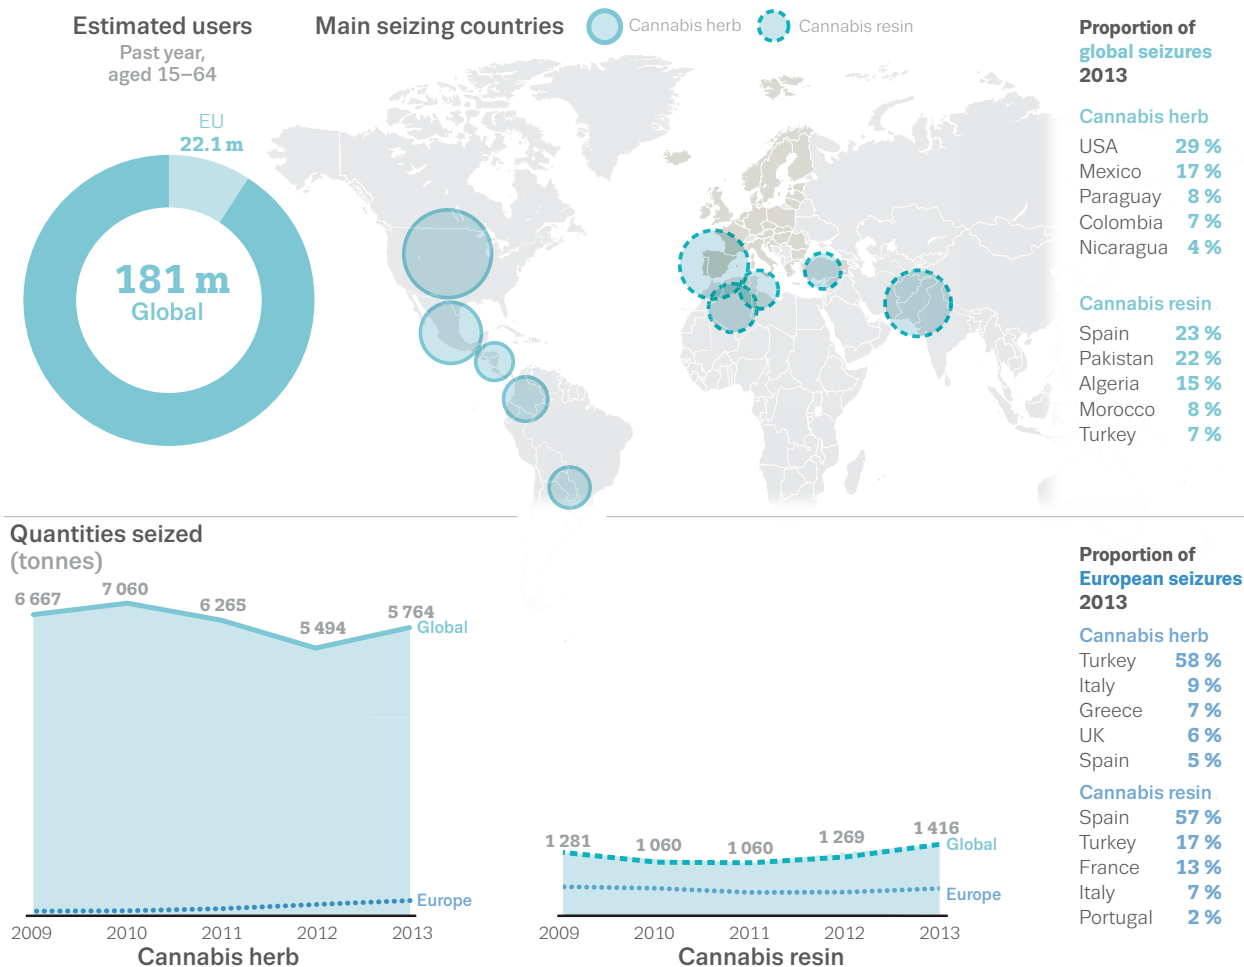 Estimated users
Past year,
aged 15–64
EU
22.1 m
181 m
Global
Main seizing countries
Cannabis herb
Cannabis resin
Proportion of
global seizures
2013
Cannabis herb
USA 29 %
Mexico 17 %
Paraguay 8 %
Colombia 7 %
Nicaragua 4 %
Cannabis resin
Spain 23 %
Pakistan 22 %
Algeria 15 %
Morocco 8 %
Turkey 7 %
Quantities seized
(tonnes)
6 667
7 060
6 265
5 494
5 764
Global
Europe
2009 2010 2011 2012 2013
Cannabis herb
1 281
1 060
1 060
1 269
1 416
Global
Europe
2009 2010 2011 2012 2013
Cannabis resin
Proportion of
European seizures
2013
Cannabis herb
Turkey 58 %
Italy 9 %
Greece 7 %
UK 6 %
Spain 5 %
Cannabis resin
Spain 57 %
Turkey 17 %
France 13 %
Italy 7 %
Portugal 2 %